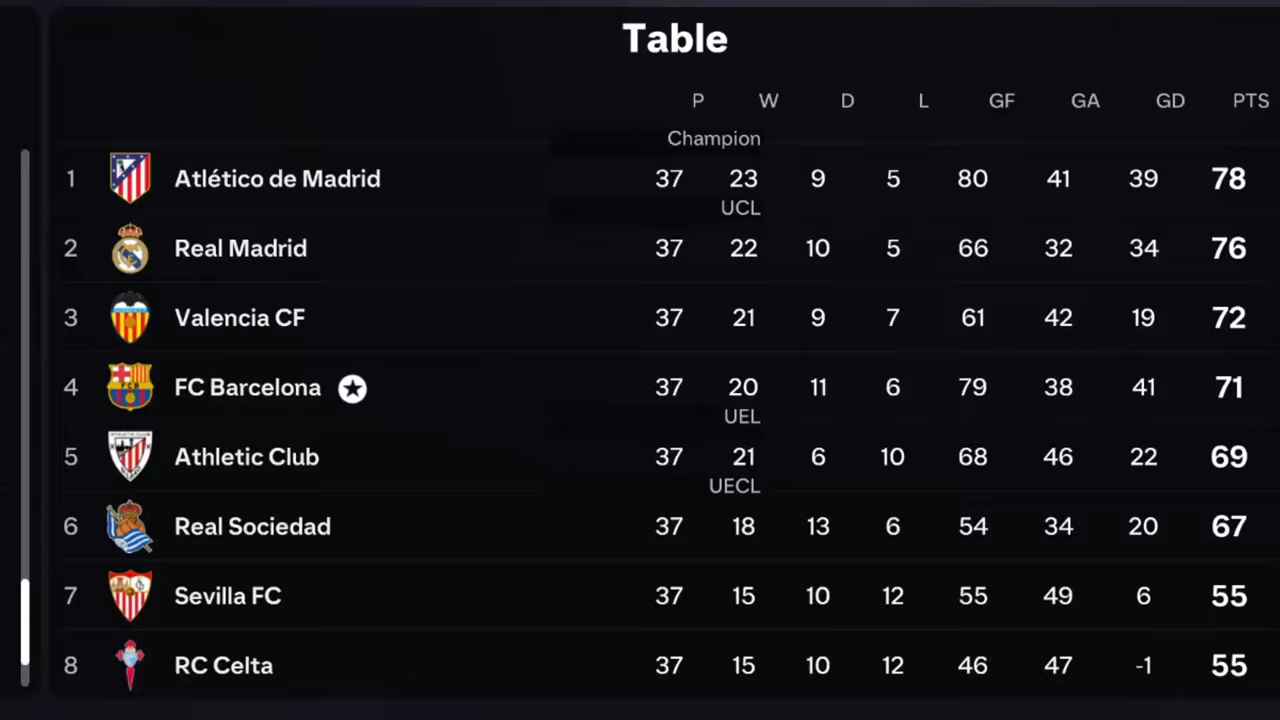 Table
P W D L GF GA GD PTS
Champion
1 Atlético de Madrid 37 23 9 5 80 41 39 78
UCL
2 Real Madrid 37 22 10 5 66 32 34 76
3 Valencia CF 37 21 9 7 61 42 19 72
4 FC Barcelona 37 20 11 6 79 38 41 71
UEL
5 Athletic Club 37 21 6 10 68 46 22 69
UECL
6 Real Sociedad 37 18 13 6 54 34 20 67
7 Sevilla FC 37 15 10 12 55 49 6 55
8 RC Celta 37 15 10 12 46 47 -1 55